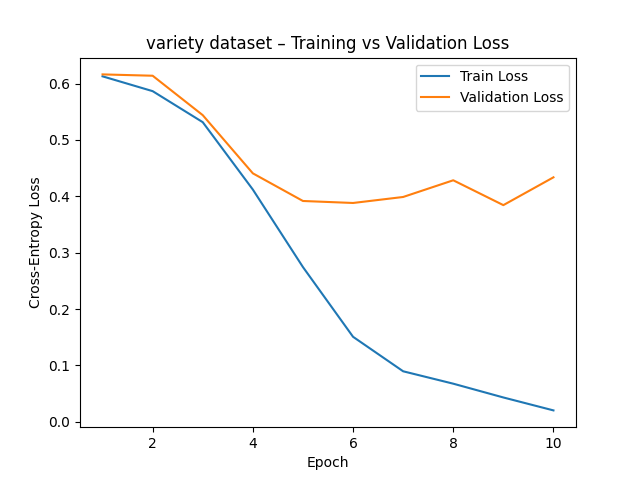 variety dataset – Training vs Validation Loss
Train Loss
Validation Loss
Cross-Entropy Loss
0.6
0.5
0.4
0.3
0.2
0.1
0.0
2
4
6
8
10
Epoch